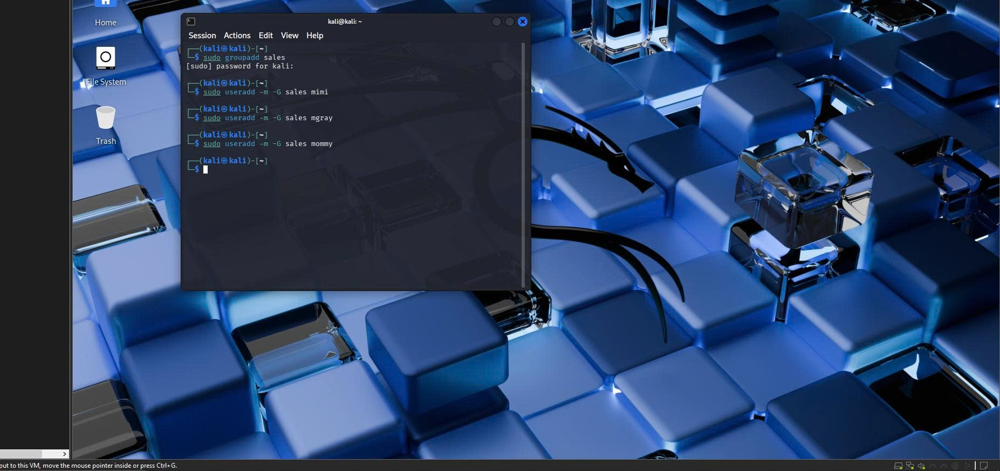 Home
File System
Trash
kali@kali: ~
Session Actions Edit View Help
┌──(kali㉿kali)-[~]
└─$ sudo groupadd sales
[sudo] password for kali:
┌──(kali㉿kali)-[~]
└─$ sudo useradd -m -G sales mimi
┌──(kali㉿kali)-[~]
└─$ sudo useradd -m -G sales mgray
┌──(kali㉿kali)-[~]
└─$ sudo useradd -m -G sales mommy
┌──(kali㉿kali)-[~]
└─$
put to this VM, move the mouse pointer inside or press Ctrl+G.